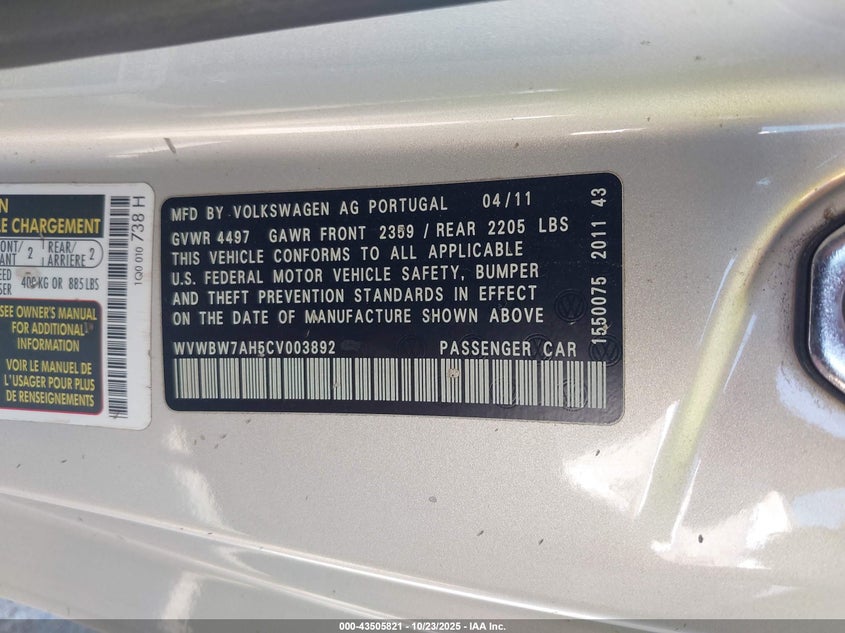 N
E CHARGEMENT
ONT/ 2 REAR/ 2
ANT ARRIERE
EED
SER KG OR 885 LBS
SEE OWNER'S MANUAL
FOR ADDITIONAL
INFORMATION
VOIR LE MANUEL DE
L'USAGER POUR PLUS
DE RENSEIGNEMENTS
1Q0 010 738 H
MFD BY VOLKSWAGEN AG PORTUGAL 04/11
GVWR 4497 GAWR FRONT 2359 / REAR 2205 LBS
THIS VEHICLE CONFORMS TO ALL APPLICABLE
U.S. FEDERAL MOTOR VEHICLE SAFETY, BUMPER
AND THEFT PREVENTION STANDARDS IN EFFECT
ON THE DATE OF MANUFACTURE SHOWN ABOVE
WVWBW7AH5CV003892 PASSENGER CAR
1550075 2011 43
000-43505821 - 10/23/2025 - IAA Inc.